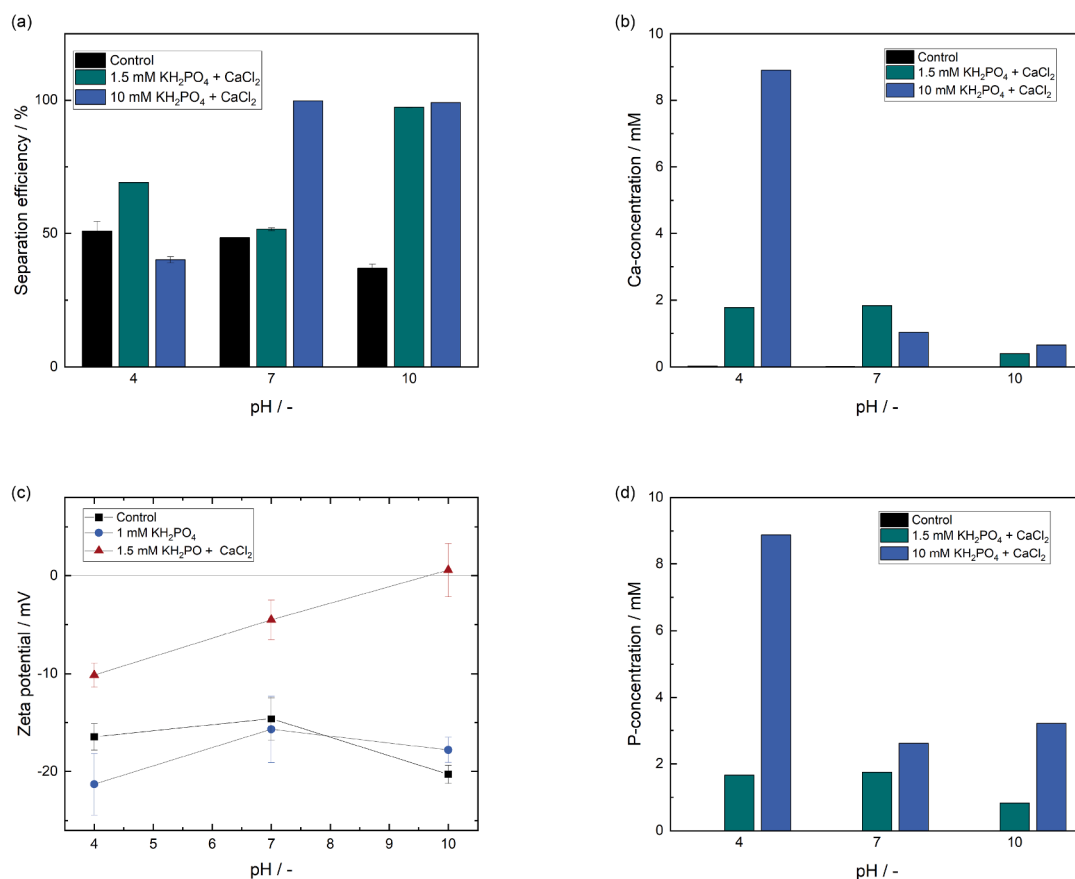 (a)
Control
1.5 mM KH₂PO₄ + CaCl₂
10 mM KH₂PO₄ + CaCl₂
Separation efficiency / %
100
50
0
4 7 10
pH / -
(b)
Control
1.5 mM KH₂PO₄ + CaCl₂
10 mM KH₂PO₄ + CaCl₂
Ca-concentration / mM
10
8
6
4
2
0
4 7 10
pH / -
(c)
Control
1 mM KH₂PO₄
1.5 mM KH₂PO + CaCl₂
Zeta potential / mV
0
-10
-20
4 5 6 7 8 9 10
pH / -
(d)
Control
1.5 mM KH₂PO₄ + CaCl₂
10 mM KH₂PO₄ + CaCl₂
P-concentration / mM
10
8
6
4
2
0
4 7 10
pH / -